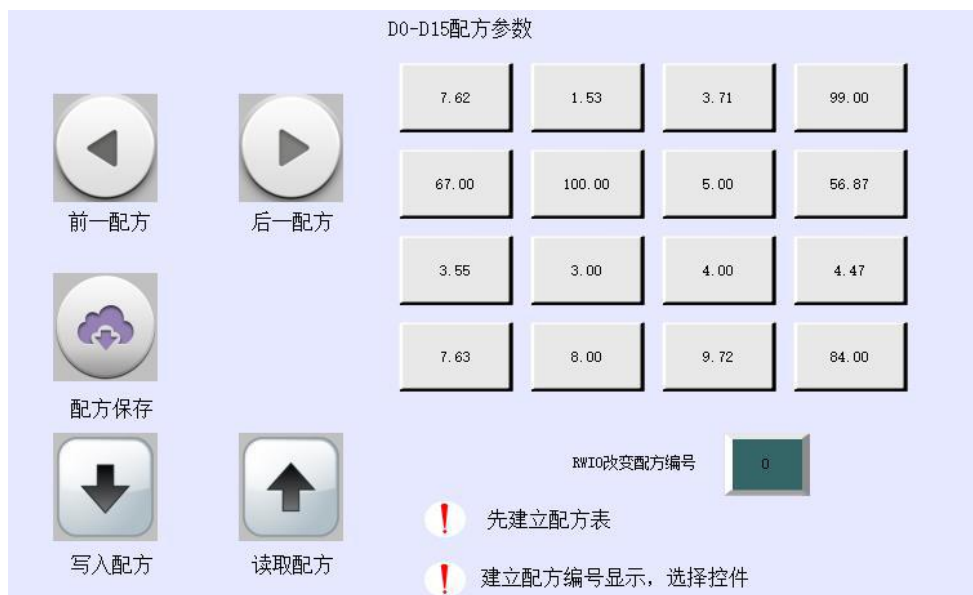 D0-D15配方参数
7.62 1.53 3.71 99.00
67.00 100.00 5.00 56.87
3.55 3.00 4.00 4.47
7.63 8.00 9.72 84.00
前一配方 后一配方
配方保存
RWI0改变配方编号 0
先建立配方表
写入配方 读取配方
建立配方编号显示，选择控件